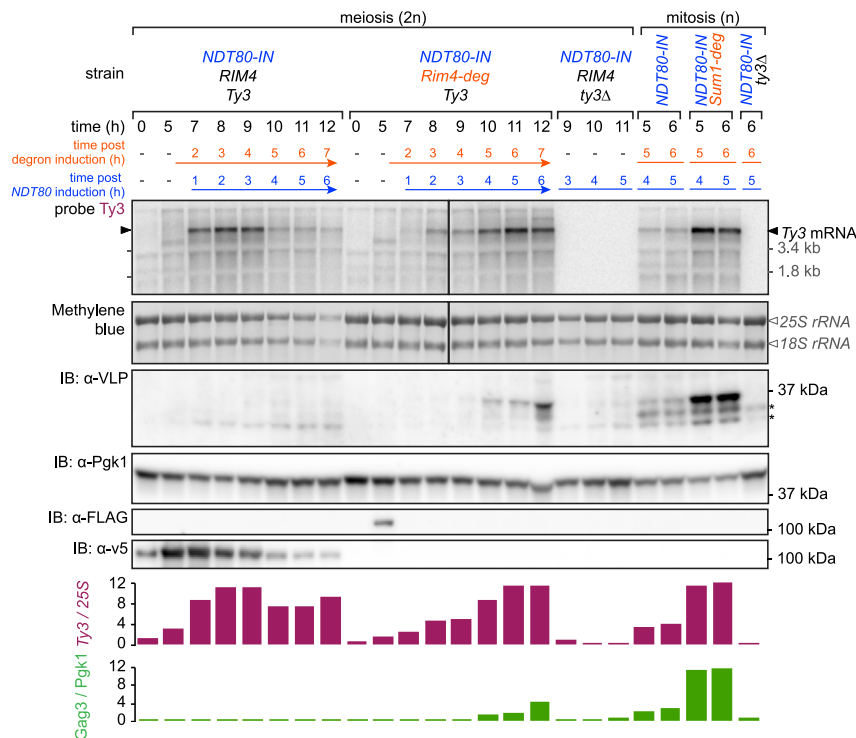 meiosis (2n) mitosis (n)
strain
NDT80-IN
RIM4
Ty3
NDT80-IN
Rim4-deg
Ty3
NDT80-IN
RIM4
ty3Δ
NDT80-IN
NDT80-IN
Sum1-deg
NDT80-IN
ty3Δ
time (h) 0 5 7 8 9 10 11 12 0 5 7 8 9 10 11 12 9 10 11 5 6 5 6 6
time post
degron induction (h) - - 2 3 4 5 6 7 - - 2 3 4 5 6 7 - - - 5 6 5 6 6
time post
NDT80 induction (h) - - 1 2 3 4 5 6 - - 1 2 3 4 5 6 3 4 5 4 5 4 5 5
probe Ty3
Ty3 mRNA
3.4 kb
1.8 kb
Methylene
blue
25S rRNA
18S rRNA
IB: α-VLP
37 kDa
*
*
IB: α-Pgk1
37 kDa
IB: α-FLAG
100 kDa
IB: α-v5
100 kDa
Ty3 / 25S
12
8
4
0
Gag3 / Pgk1
12
8
4
0